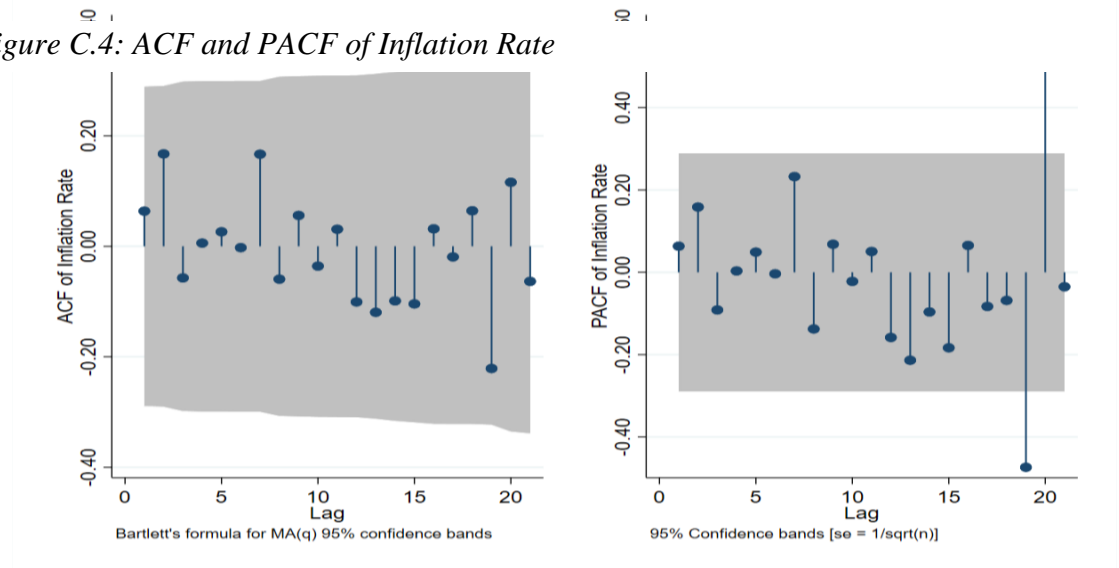 igure C.4: ACF and PACF of Inflation Rate
ACF of Inflation Rate
0.20
0.00
-0.20
-0.40
0
5
10
15
20
Lag
Bartlett's formula for MA(q) 95% confidence bands
PACF of Inflation Rate
0.40
0.20
0.00
-0.20
-0.40
0
5
10
15
20
Lag
95% Confidence bands [se = 1/sqrt(n)]